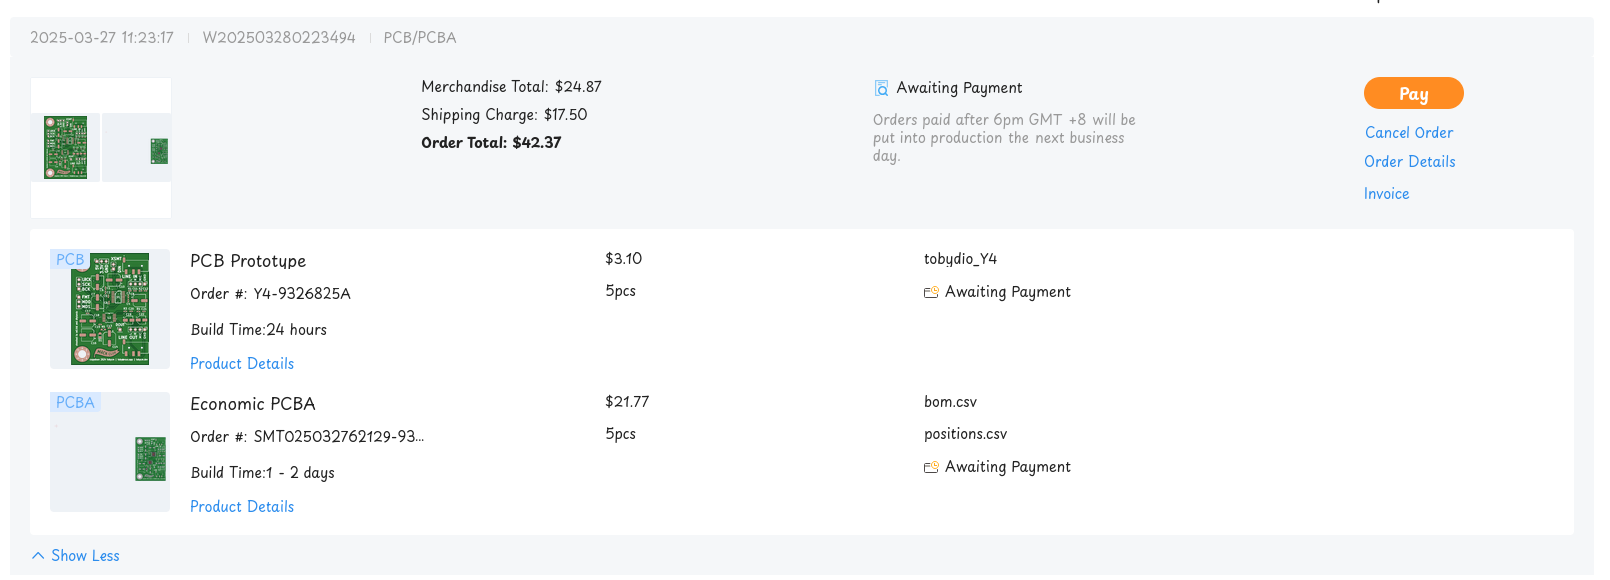 2025-03-27 11:23:17 | W202503280223494 | PCB/PCBA
Merchandise Total: $24.87
Shipping Charge: $17.50
Order Total: $42.37
Awaiting Payment
Orders paid after 6pm GMT +8 will be
put into production the next business
day.
Pay
Cancel Order
Order Details
Invoice
PCB
PCB Prototype
Order #: Y4-9326825A
Build Time:24 hours
Product Details
$3.10
5pcs
tobydio_Y4
Awaiting Payment
LINE IN
LINE OUT
PCBA
Economic PCBA
Order #: SMT025032762129-93...
Build Time:1 - 2 days
Product Details
$21.77
5pcs
bom.csv
positions.csv
Awaiting Payment
Show Less